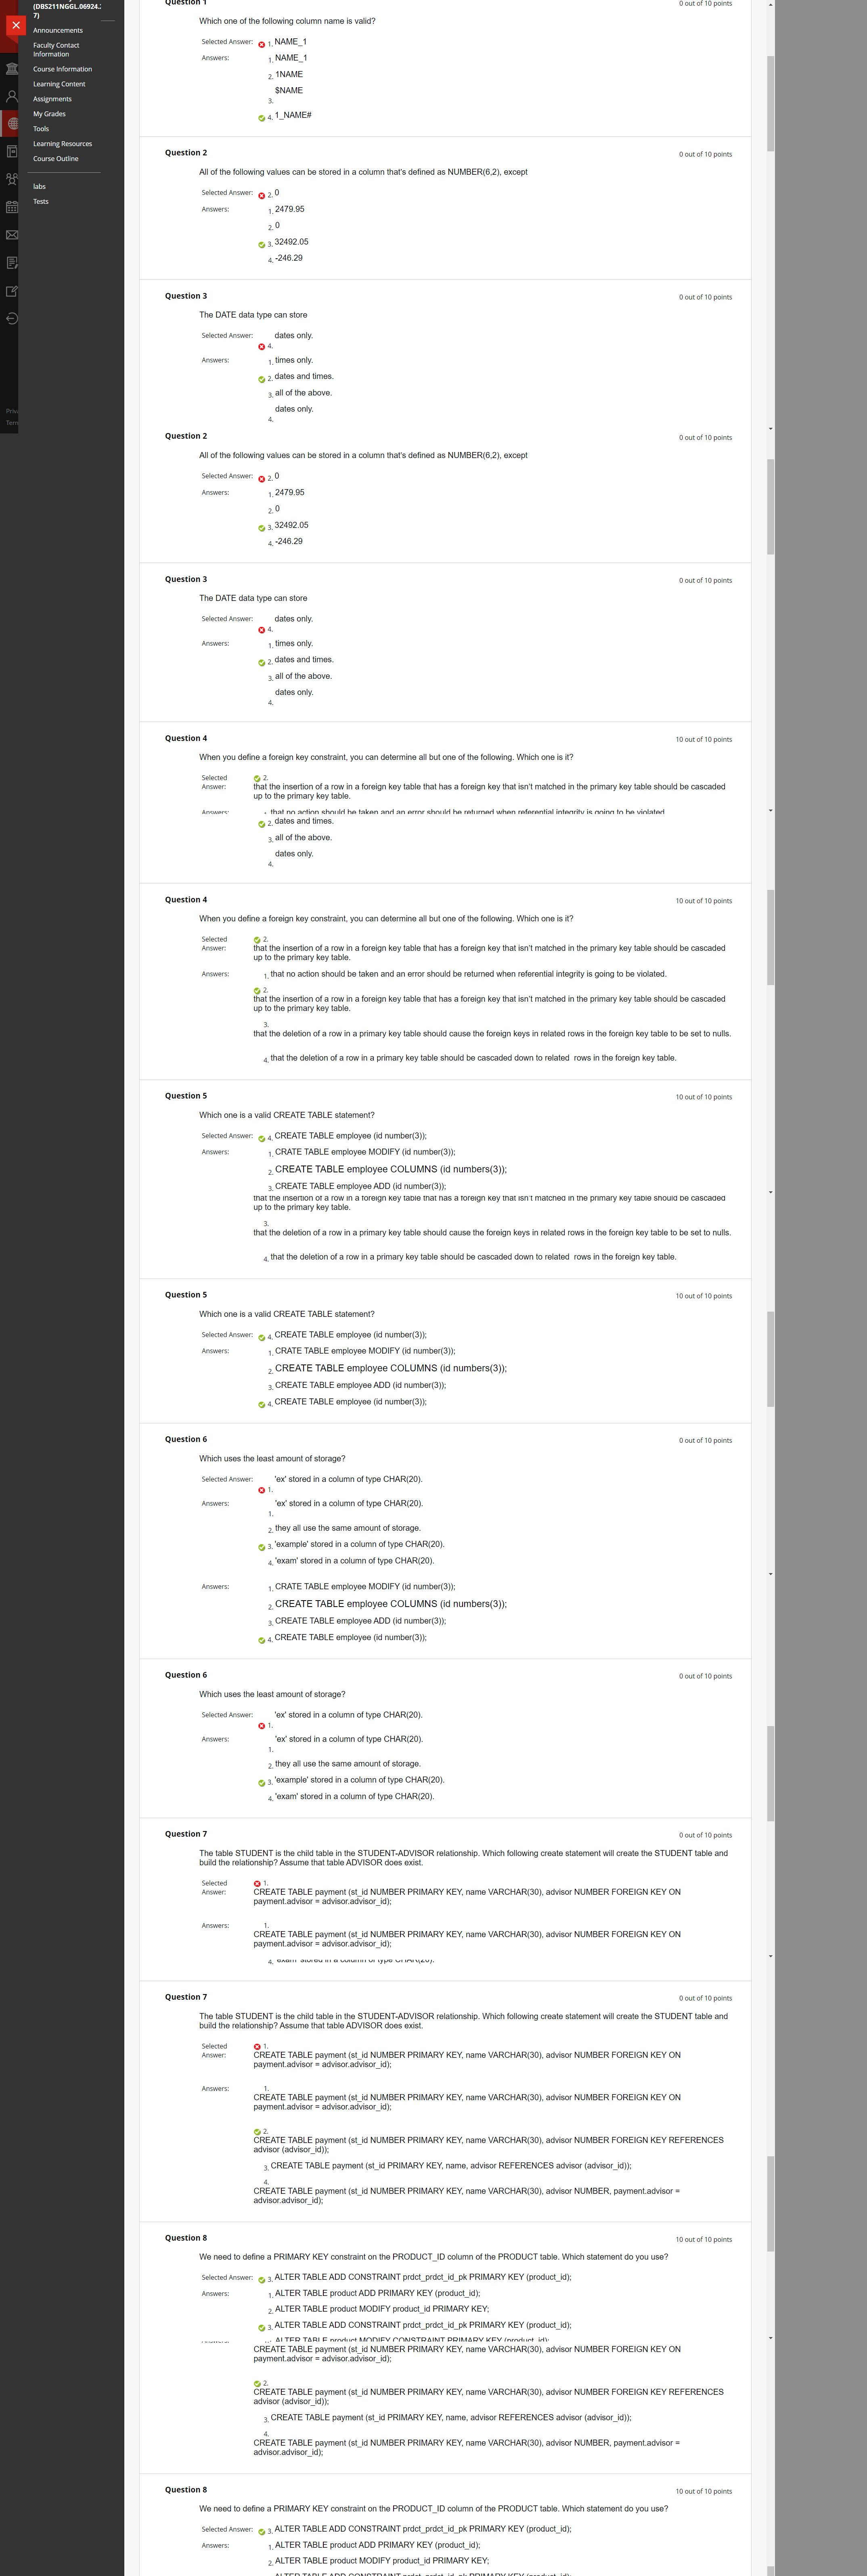 (DBS211NGGL.06924.2
7)
Announcements
Faculty Contact
Information
Course Information
Learning Content
Assignments
My Grades
Tools
Learning Resources
Course Outline
labs
Tests
Priv
Term
Question 1
0 out of 10 points
Which one of the following column name is valid?
Selected Answer: 1. NAME_1
Answers: 1. NAME_1
2. 1NAME
$NAME
3.
4. 1_NAME#
Question 2
0 out of 10 points
All of the following values can be stored in a column that's defined as NUMBER(6,2), except
Selected Answer: 2. 0
Answers: 1. 2479.95
2. 0
3. 32492.05
4. -246.29
Question 3
0 out of 10 points
The DATE data type can store
Selected Answer: dates only.
4.
Answers: 1. times only.
2. dates and times.
3. all of the above.
dates only.
4.
Question 2
0 out of 10 points
All of the following values can be stored in a column that's defined as NUMBER(6,2), except
Selected Answer: 2. 0
Answers: 1. 2479.95
2. 0
3. 32492.05
4. -246.29
Question 3
0 out of 10 points
The DATE data type can store
Selected Answer: dates only.
4.
Answers: 1. times only.
2. dates and times.
3. all of the above.
dates only.
4.
Question 4
10 out of 10 points
When you define a foreign key constraint, you can determine all but one of the following. Which one is it?
Selected 2.
Answer: that the insertion of a row in a foreign key table that has a foreign key that isn't matched in the primary key table should be cascaded
up to the primary key table.
Answers: 1. that no action should be taken and an error should be returned when referential integrity is going to be violated.
2. dates and times.
3. all of the above.
dates only.
4.
Question 4
10 out of 10 points
When you define a foreign key constraint, you can determine all but one of the following. Which one is it?
Selected 2.
Answer: that the insertion of a row in a foreign key table that has a foreign key that isn't matched in the primary key table should be cascaded
up to the primary key table.
Answers: 1. that no action should be taken and an error should be returned when referential integrity is going to be violated.
2.
that the insertion of a row in a foreign key table that has a foreign key that isn't matched in the primary key table should be cascaded
up to the primary key table.
3.
that the deletion of a row in a primary key table should cause the foreign keys in related rows in the foreign key table to be set to nulls.
4. that the deletion of a row in a primary key table should be cascaded down to related rows in the foreign key table.
Question 5
10 out of 10 points
Which one is a valid CREATE TABLE statement?
Selected Answer: 4. CREATE TABLE employee (id number(3));
Answers: 1. CRATE TABLE employee MODIFY (id number(3));
2. CREATE TABLE employee COLUMNS (id numbers(3));
3. CREATE TABLE employee ADD (id number(3));
that the insertion of a row in a foreign key table that has a foreign key that isn't matched in the primary key table should be cascaded
up to the primary key table.
3.
that the deletion of a row in a primary key table should cause the foreign keys in related rows in the foreign key table to be set to nulls.
4. that the deletion of a row in a primary key table should be cascaded down to related rows in the foreign key table.
Question 5
10 out of 10 points
Which one is a valid CREATE TABLE statement?
Selected Answer: 4. CREATE TABLE employee (id number(3));
Answers: 1. CRATE TABLE employee MODIFY (id number(3));
2. CREATE TABLE employee COLUMNS (id numbers(3));
3. CREATE TABLE employee ADD (id number(3));
4. CREATE TABLE employee (id number(3));
Question 6
0 out of 10 points
Which uses the least amount of storage?
Selected Answer: 'ex' stored in a column of type CHAR(20).
1.
Answers: 'ex' stored in a column of type CHAR(20).
1.
2. they all use the same amount of storage.
3. 'example' stored in a column of type CHAR(20).
4. 'exam' stored in a column of type CHAR(20).
Answers: 1. CRATE TABLE employee MODIFY (id number(3));
2. CREATE TABLE employee COLUMNS (id numbers(3));
3. CREATE TABLE employee ADD (id number(3));
4. CREATE TABLE employee (id number(3));
Question 6
0 out of 10 points
Which uses the least amount of storage?
Selected Answer: 'ex' stored in a column of type CHAR(20).
1.
Answers: 'ex' stored in a column of type CHAR(20).
1.
2. they all use the same amount of storage.
3. 'example' stored in a column of type CHAR(20).
4. 'exam' stored in a column of type CHAR(20).
Question 7
0 out of 10 points
The table STUDENT is the child table in the STUDENT-ADVISOR relationship. Which following create statement will create the STUDENT table and
build the relationship? Assume that table ADVISOR does exist.
Selected 1.
Answer: CREATE TABLE payment (st_id NUMBER PRIMARY KEY, name VARCHAR(30), advisor NUMBER FOREIGN KEY ON
payment.advisor = advisor.advisor_id);
Answers: 1.
CREATE TABLE payment (st_id NUMBER PRIMARY KEY, name VARCHAR(30), advisor NUMBER FOREIGN KEY ON
payment.advisor = advisor.advisor_id);
4. 'exam' stored in a column of type CHAR(20).
Question 7
0 out of 10 points
The table STUDENT is the child table in the STUDENT-ADVISOR relationship. Which following create statement will create the STUDENT table and
build the relationship? Assume that table ADVISOR does exist.
Selected 1.
Answer: CREATE TABLE payment (st_id NUMBER PRIMARY KEY, name VARCHAR(30), advisor NUMBER FOREIGN KEY ON
payment.advisor = advisor.advisor_id);
Answers: 1.
CREATE TABLE payment (st_id NUMBER PRIMARY KEY, name VARCHAR(30), advisor NUMBER FOREIGN KEY ON
payment.advisor = advisor.advisor_id);
2.
CREATE TABLE payment (st_id NUMBER PRIMARY KEY, name VARCHAR(30), advisor NUMBER FOREIGN KEY REFERENCES
advisor (advisor_id));
3. CREATE TABLE payment (st_id PRIMARY KEY, name, advisor REFERENCES advisor (advisor_id));
4.
CREATE TABLE payment (st_id NUMBER PRIMARY KEY, name VARCHAR(30), advisor NUMBER, payment.advisor =
advisor.advisor_id);
Question 8
10 out of 10 points
We need to define a PRIMARY KEY constraint on the PRODUCT_ID column of the PRODUCT table. Which statement do you use?
Selected Answer: 3. ALTER TABLE ADD CONSTRAINT prdct_prdct_id_pk PRIMARY KEY (product_id);
Answers: 1. ALTER TABLE product ADD PRIMARY KEY (product_id);
2. ALTER TABLE product MODIFY product_id PRIMARY KEY;
3. ALTER TABLE ADD CONSTRAINT prdct_prdct_id_pk PRIMARY KEY (product_id);
ALTER TABLE product MODIFY CONSTRAINT PRIMARY KEY (product_id);
CREATE TABLE payment (st_id NUMBER PRIMARY KEY, name VARCHAR(30), advisor NUMBER FOREIGN KEY ON
payment.advisor = advisor.advisor_id);
2.
CREATE TABLE payment (st_id NUMBER PRIMARY KEY, name VARCHAR(30), advisor NUMBER FOREIGN KEY REFERENCES
advisor (advisor_id));
3. CREATE TABLE payment (st_id PRIMARY KEY, name, advisor REFERENCES advisor (advisor_id));
4.
CREATE TABLE payment (st_id NUMBER PRIMARY KEY, name VARCHAR(30), advisor NUMBER, payment.advisor =
advisor.advisor_id);
Question 8
10 out of 10 points
We need to define a PRIMARY KEY constraint on the PRODUCT_ID column of the PRODUCT table. Which statement do you use?
Selected Answer: 3. ALTER TABLE ADD CONSTRAINT prdct_prdct_id_pk PRIMARY KEY (product_id);
Answers: 1. ALTER TABLE product ADD PRIMARY KEY (product_id);
2. ALTER TABLE product MODIFY product_id PRIMARY KEY;
ALTER TABLE ADD CONSTRAINT prdct_prdct_id_pk PRIMARY KEY (product_id);